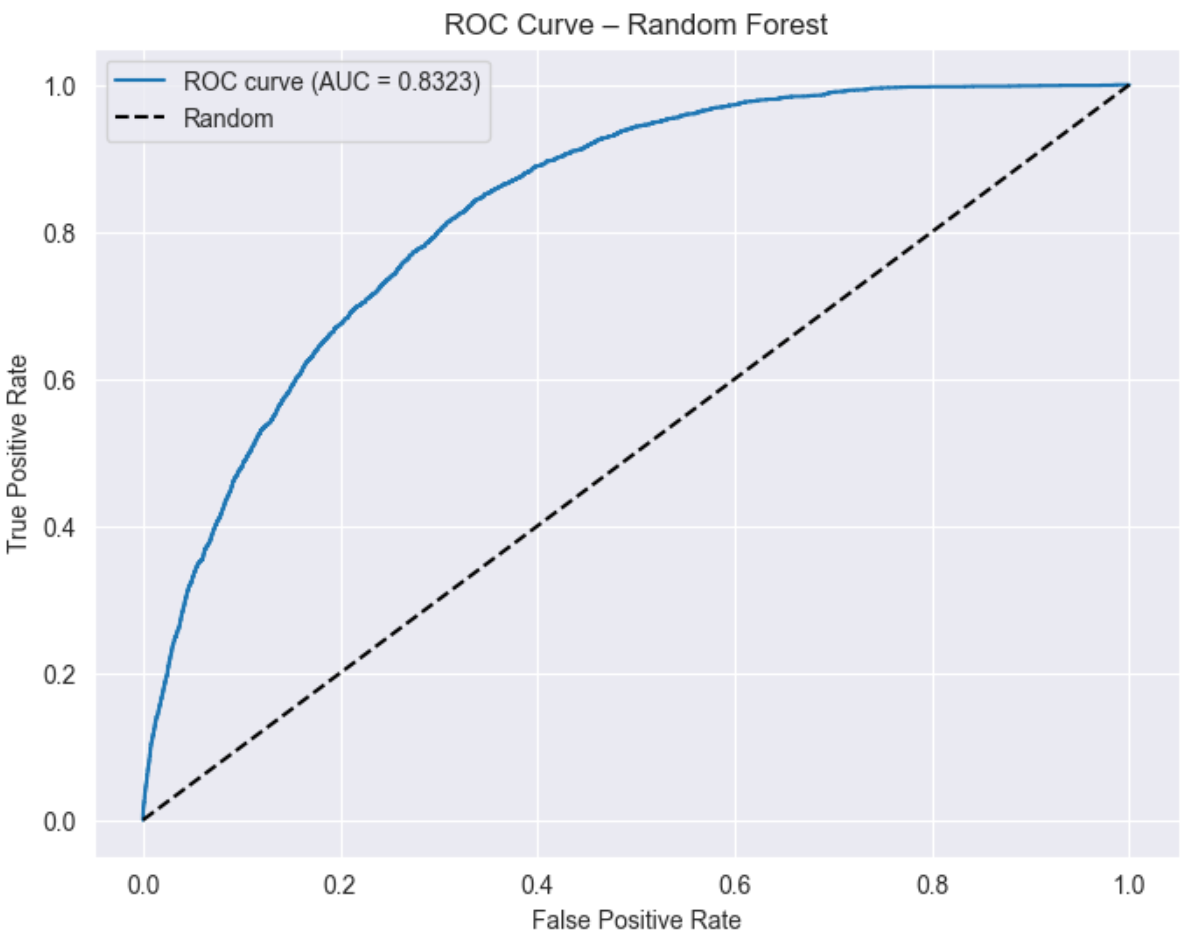 ROC Curve – Random Forest
ROC curve (AUC = 0.8323)
Random
1.0
0.8
0.6
0.4
0.2
0.0
True Positive Rate
0.0 0.2 0.4 0.6 0.8 1.0
False Positive Rate